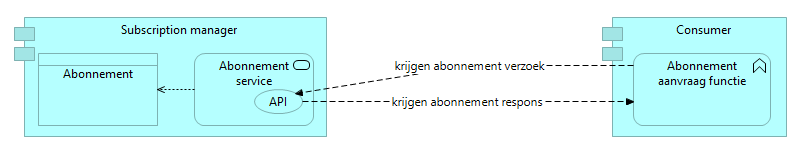 Subscription manager
Abonnement
Abonnement
service
API
krijgen abonnement verzoek
krijgen abonnement respons
Consumer
Abonnement
aanvraag functie